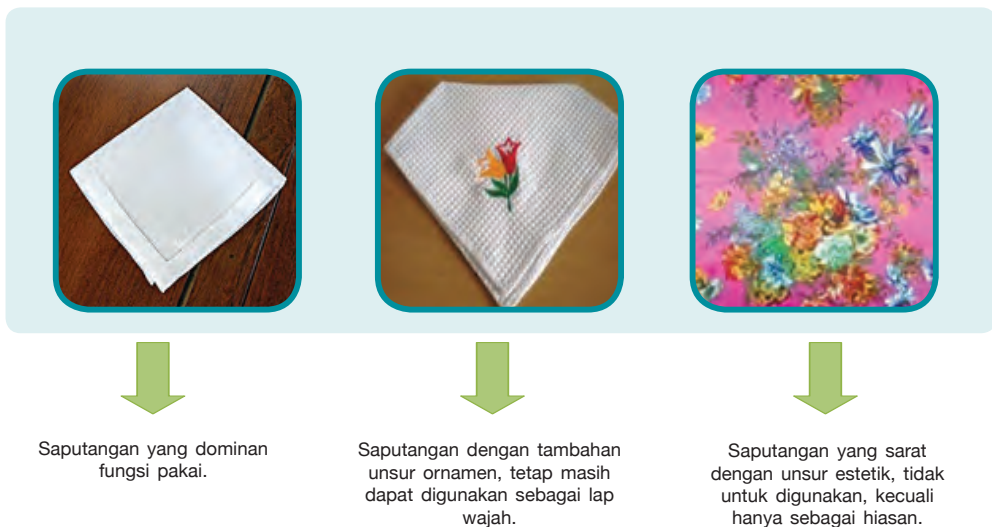 Saputangan yang dominan
fungsi pakai.
Saputangan dengan tambahan
unsur ornamen, tetap masih
dapat digunakan sebagai lap
wajah.
Saputangan yang sarat
dengan unsur estetik, tidak
untuk digunakan, kecuali
hanya sebagai hiasan.